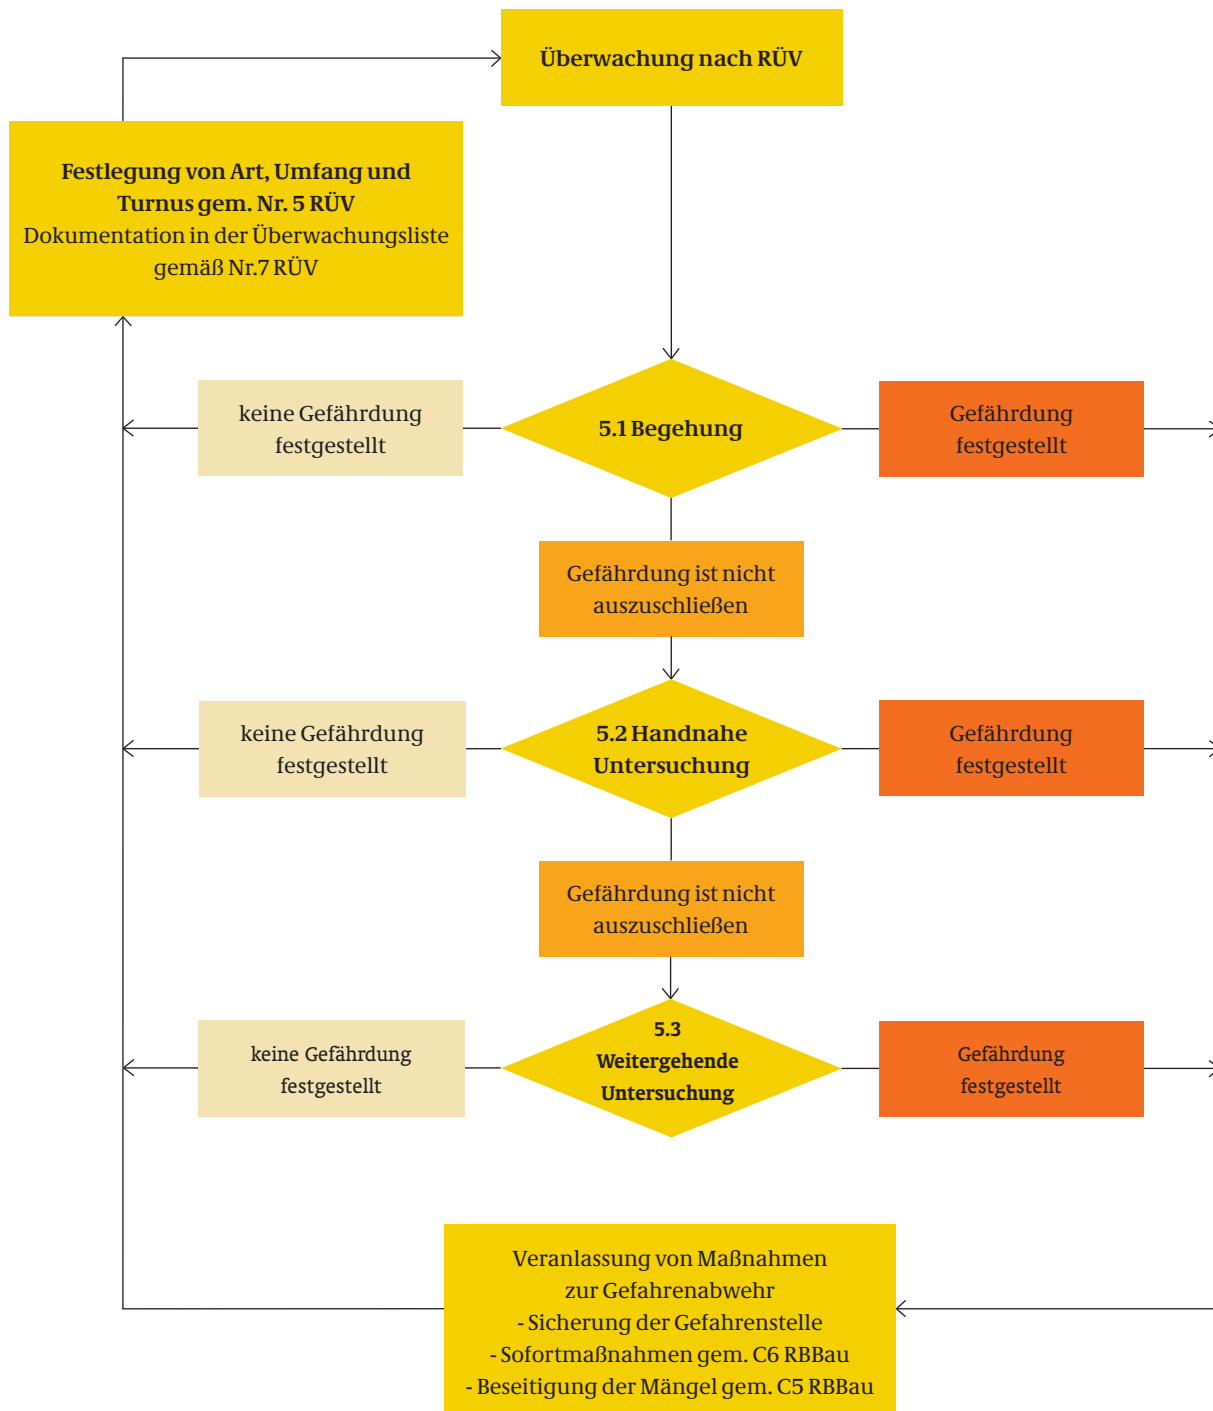 Überwachung nach RÜV
Festlegung von Art, Umfang und
Turnus gem. Nr. 5 RÜV
Dokumentation in der Überwachungsliste
gemäß Nr.7 RÜV
keine Gefährdung
festgestellt
5.1 Begehung
Gefährdung
festgestellt
Gefährdung ist nicht
auszuschließen
keine Gefährdung
festgestellt
5.2 Handnahe
Untersuchung
Gefährdung
festgestellt
Gefährdung ist nicht
auszuschließen
keine Gefährdung
festgestellt
5.3
Weitergehende
Untersuchung
Gefährdung
festgestellt
Veranlassung von Maßnahmen
zur Gefahrenabwehr
- Sicherung der Gefahrenstelle
- Sofortmaßnahmen gem. C6 RBBau
- Beseitigung der Mängel gem. C5 RBBau